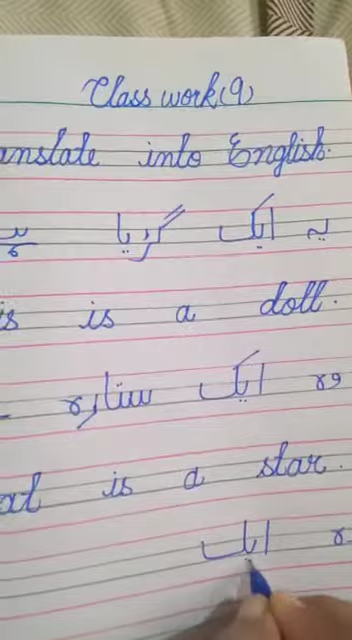 Class work(9)
anslate into English.
یہ ایک گڑیا ہے
is is a doll.
وہ ایک ستارہ
at is a star.
ہ ایک